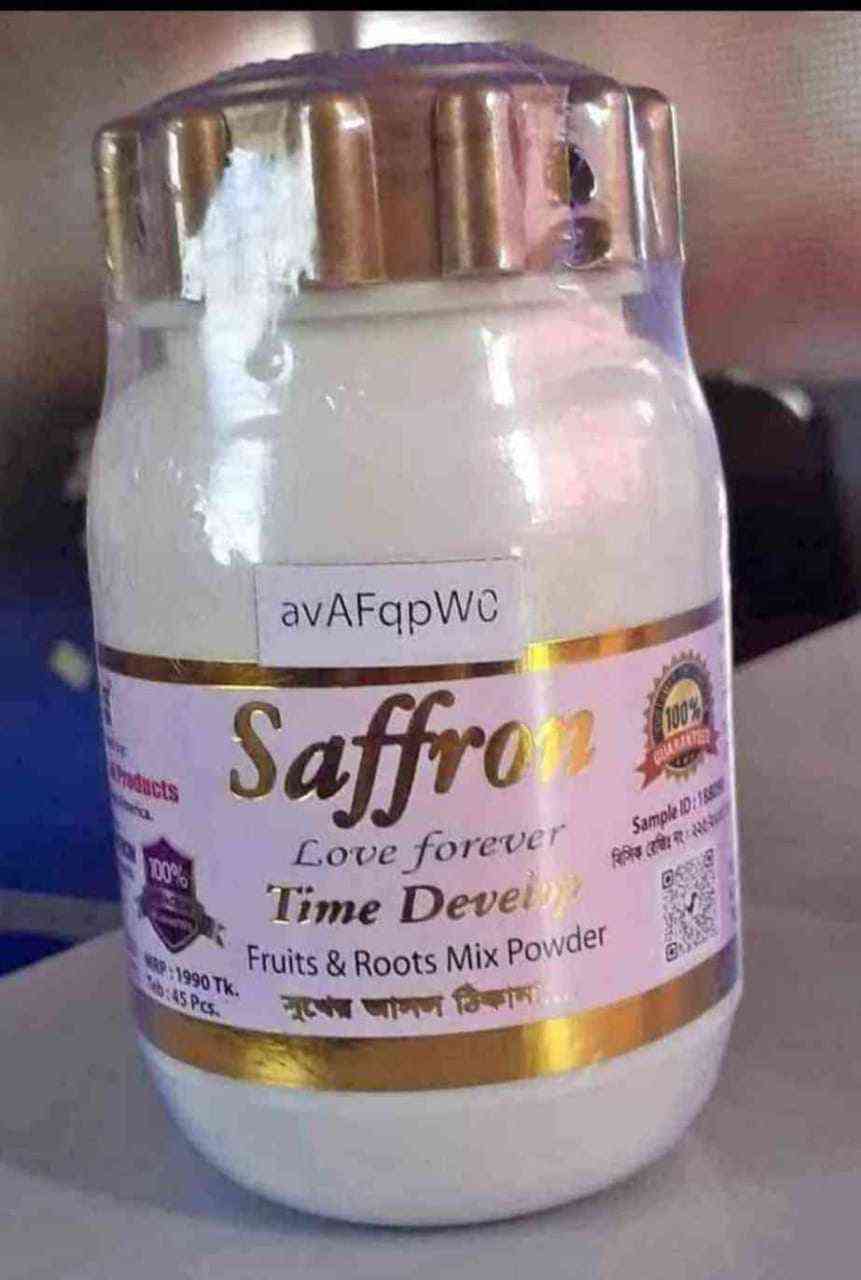 avAFqpWC
Saffron
Love forever
Time Develop
Fruits & Roots Mix Powder
সুখের আসল ঠিকানা....
100%
GUARANTEED
Sample ID :
বিসিক রেজিঃ নং :
Products
100%
MRP : 1990 Tk.
Tab : 45 Pcs.